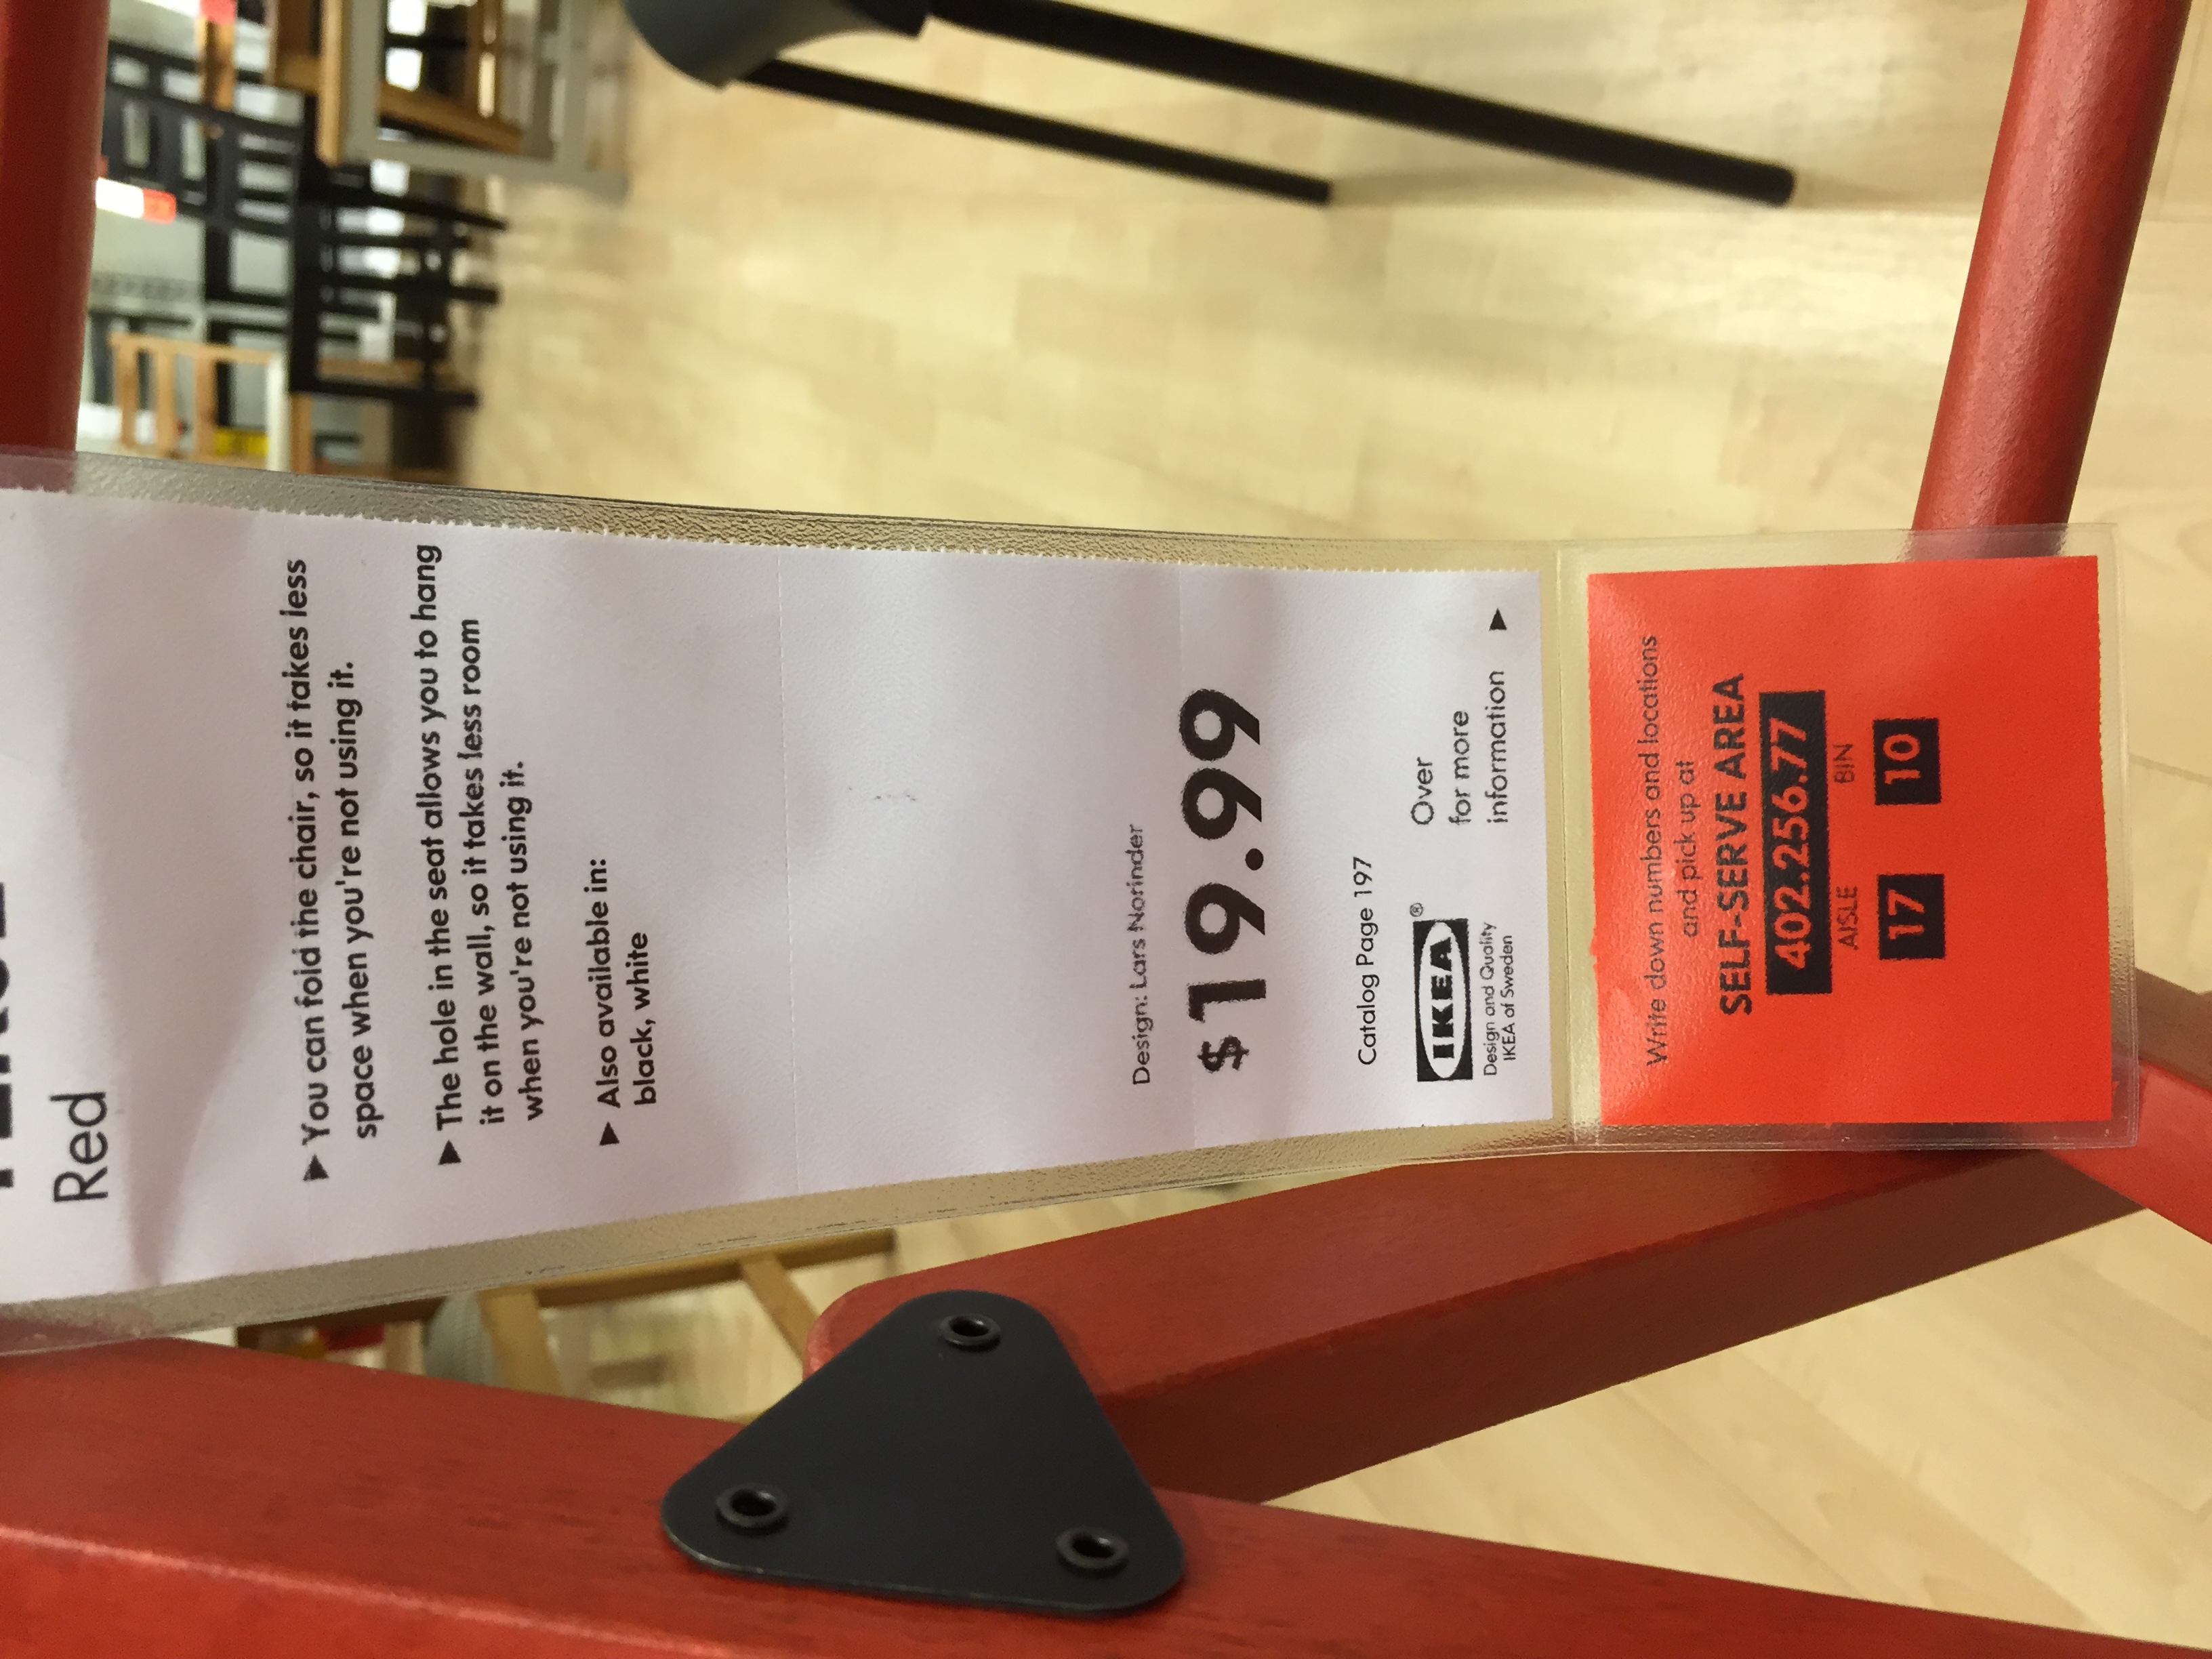 Red
▶ You can fold the chair, so it takes less
space when you're not using it.
▶ The hole in the seat allows you to hang
it on the wall, so it takes less room
when you're not using it.
▶ Also available in:
black, white
Design: Lars Norinder
$19.99
Catalog Page 197
IKEA®
Design and Quality
IKEA of Sweden
Over
for more
information ▶
Write down numbers and locations
and pick up at
SELF-SERVE AREA
402.256.77
AISLE BIN
17 10